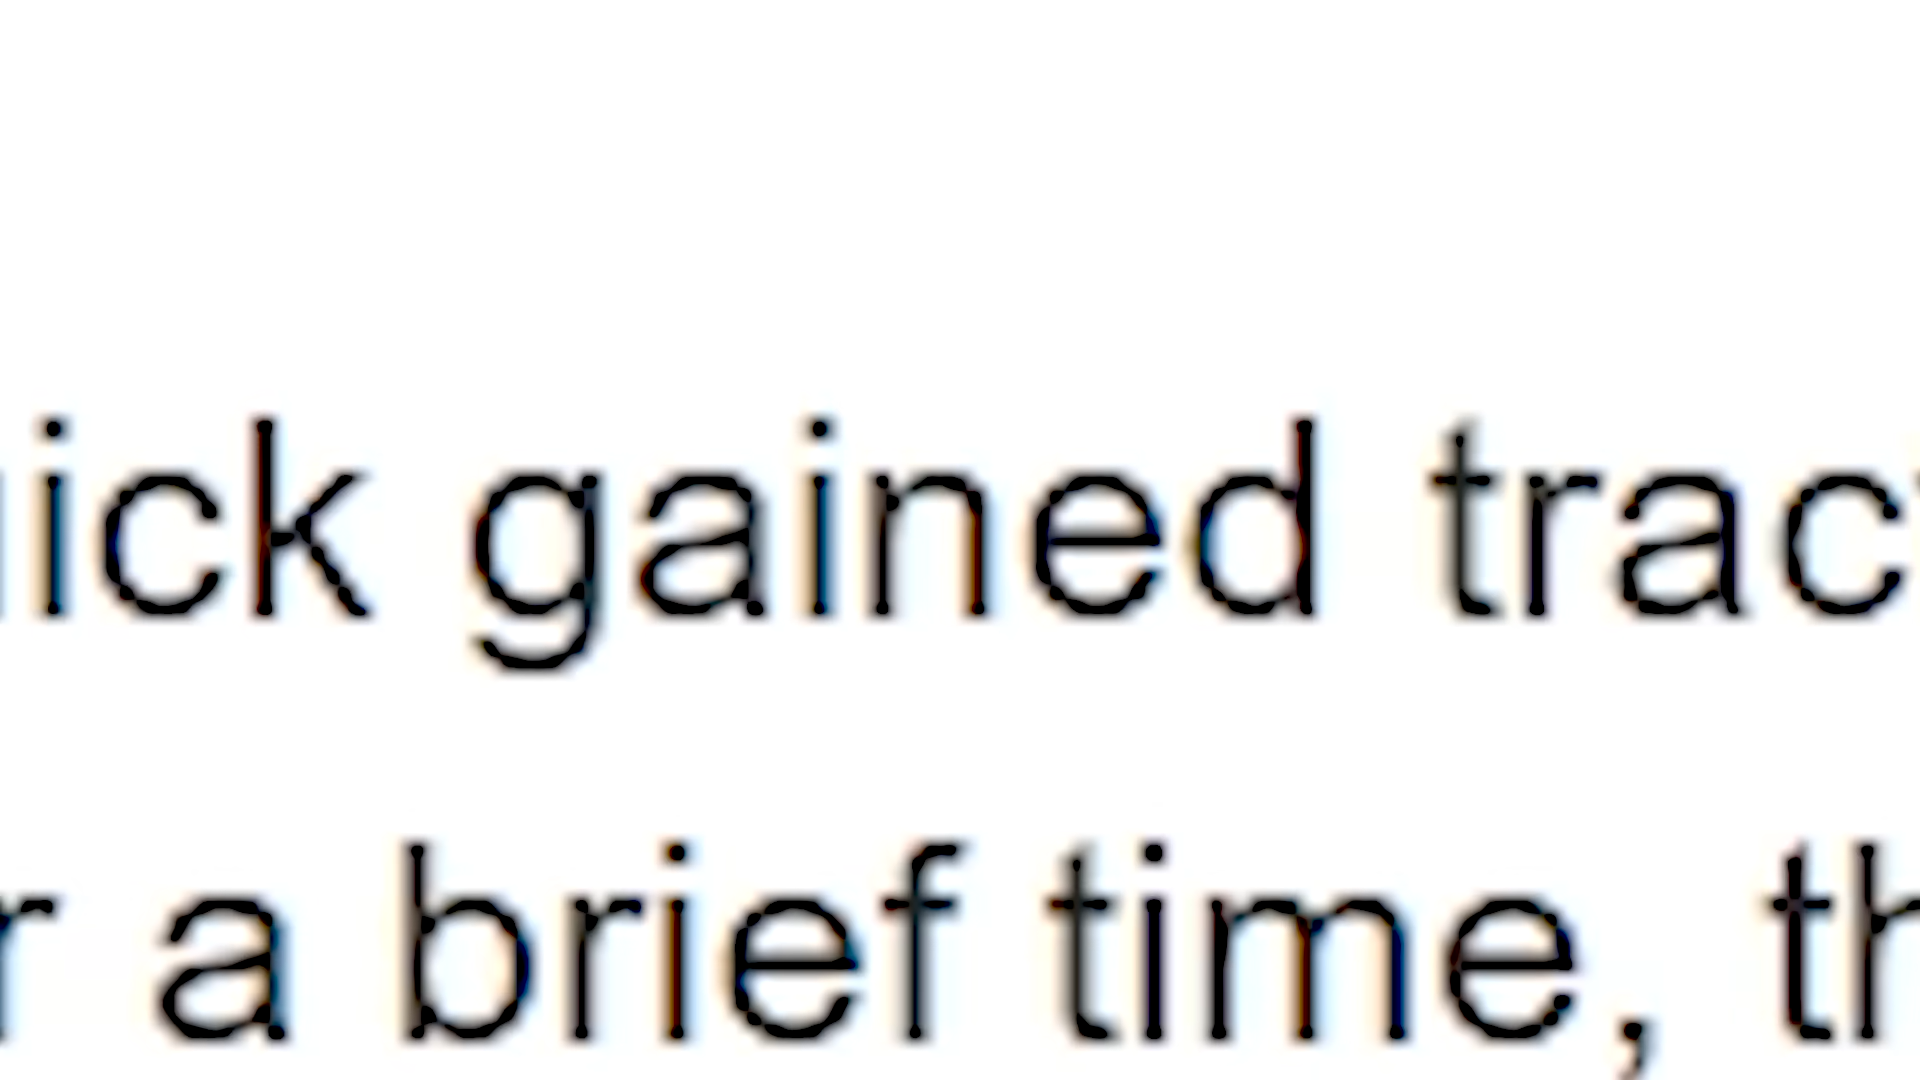 ick gained trac
r a brief time, th